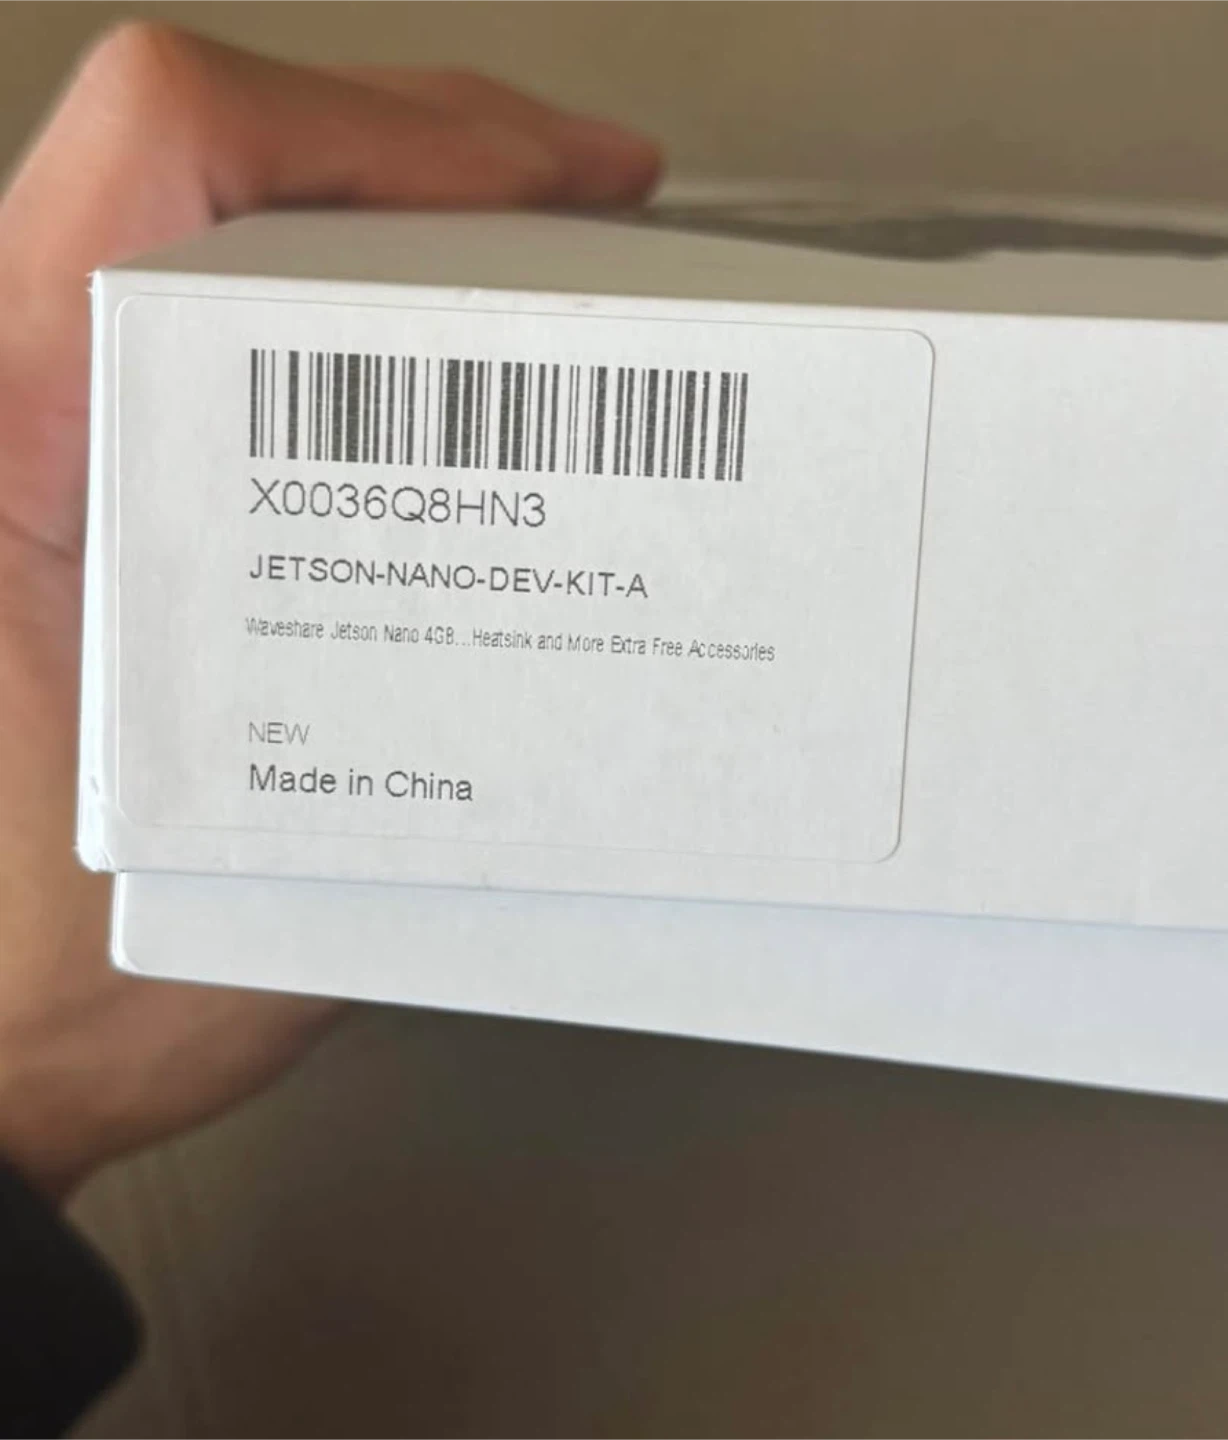 X0036Q8HN3
JETSON-NANO-DEV-KIT-A
Waveshare Jetson Nano 4GB...Heatsink and More Extra Free Accessories
NEW
Made in China